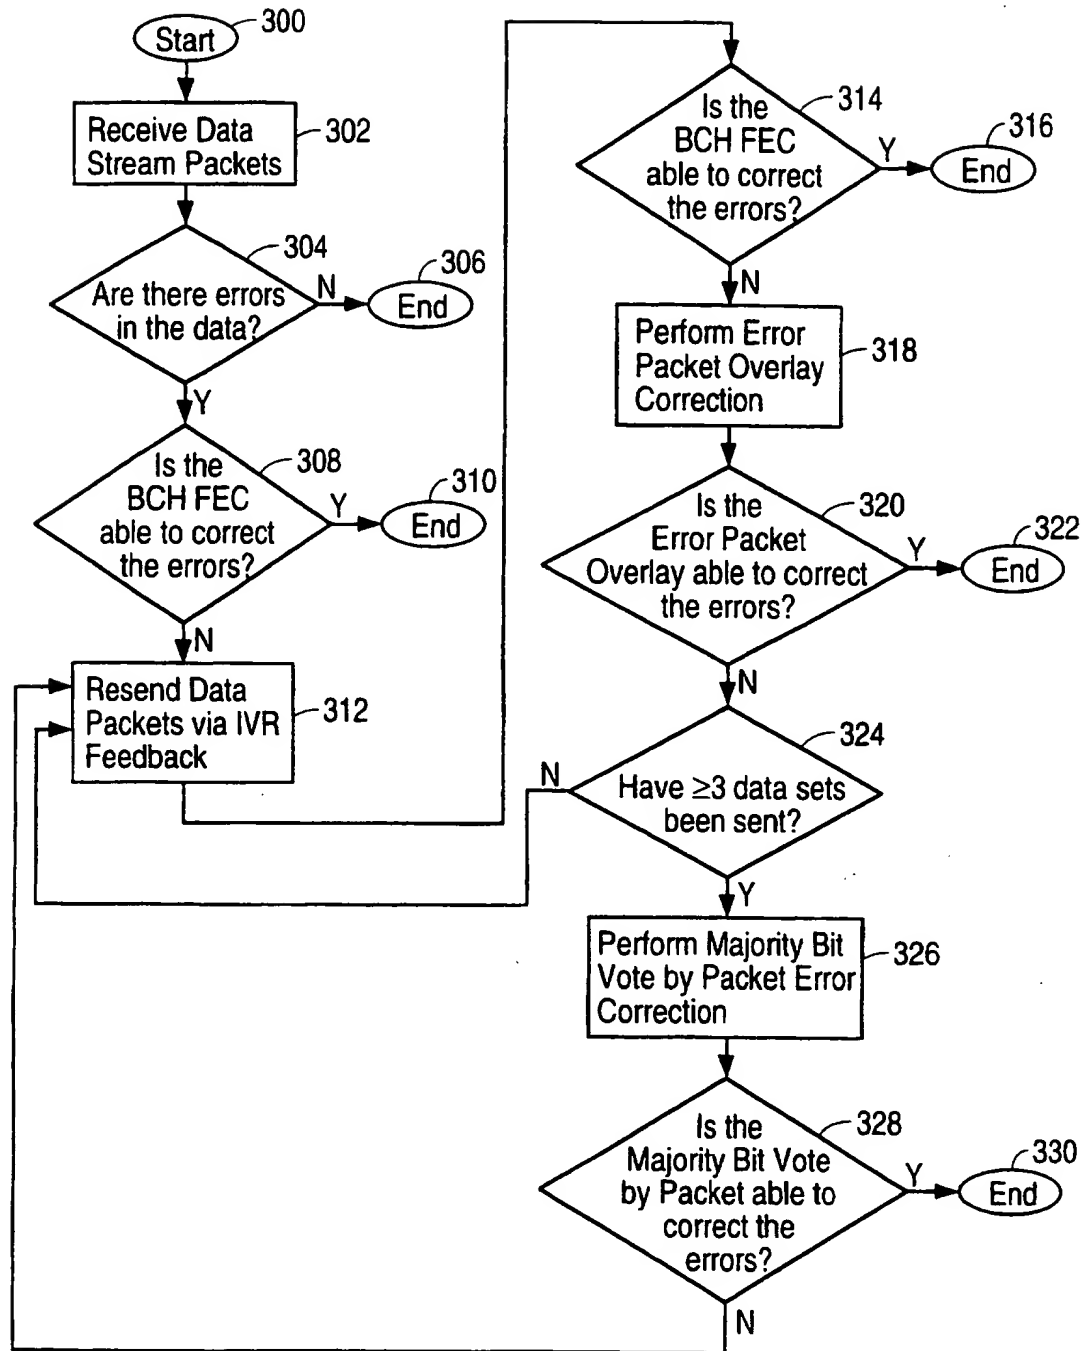 Start
300
Receive Data
Stream Packets
302
Are there errors
in the data?
304
N
End
306
Y
Is the
BCH FEC
able to correct
the errors?
308
Y
End
310
N
Resend Data
Packets via IVR
Feedback
312
Is the
BCH FEC
able to correct
the errors?
314
Y
End
316
N
Perform Error
Packet Overlay
Correction
318
Is the
Error Packet
Overlay able to correct
the errors?
320
Y
End
322
N
Have ≥3 data sets
been sent?
324
N
Y
Perform Majority Bit
Vote by Packet Error
Correction
326
Is the
Majority Bit Vote
by Packet able to
correct the
errors?
328
Y
End
330
N